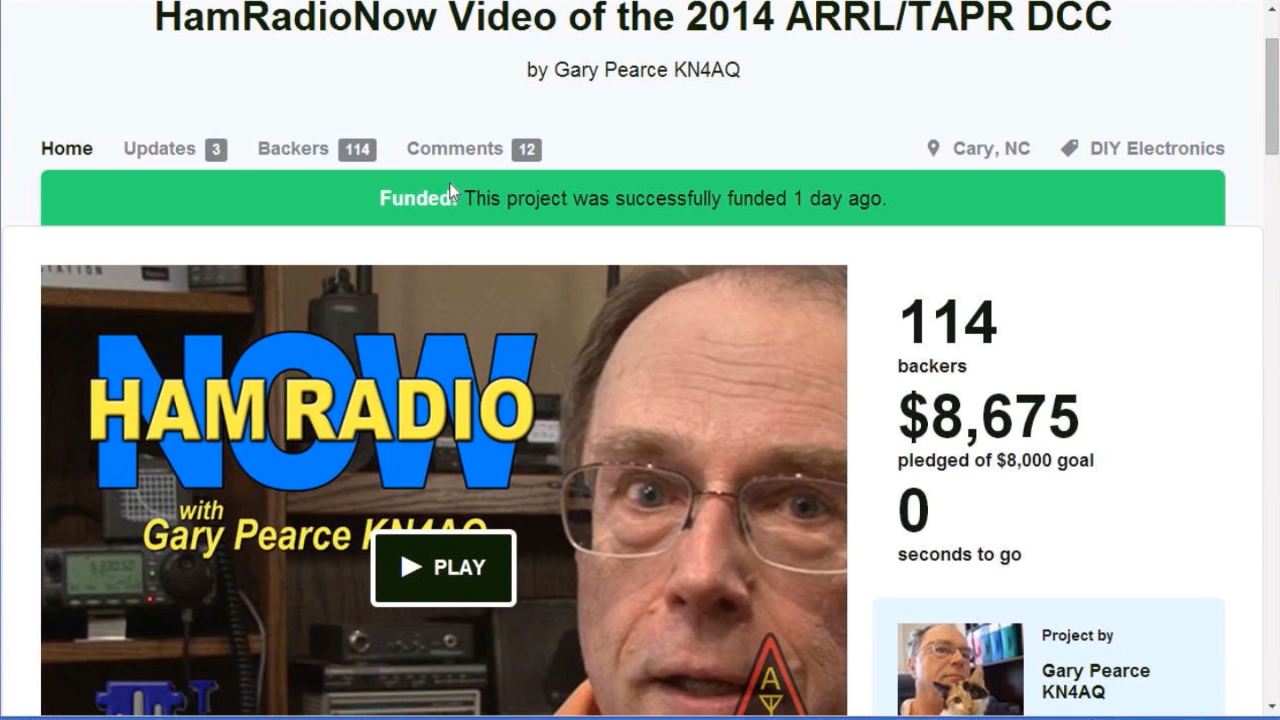 HamRadioNow Video of the 2014 ARRL/TAPR DCC
by Gary Pearce KN4AQ
Home Updates 3 Backers 114 Comments 12 Cary, NC DIY Electronics
Funded! This project was successfully funded 1 day ago.
NOW
HAM RADIO
with
Gary Pearce KN4AQ
PLAY
114
backers
$8,675
pledged of $8,000 goal
0
seconds to go
Project by
Gary Pearce
KN4AQ
A
T